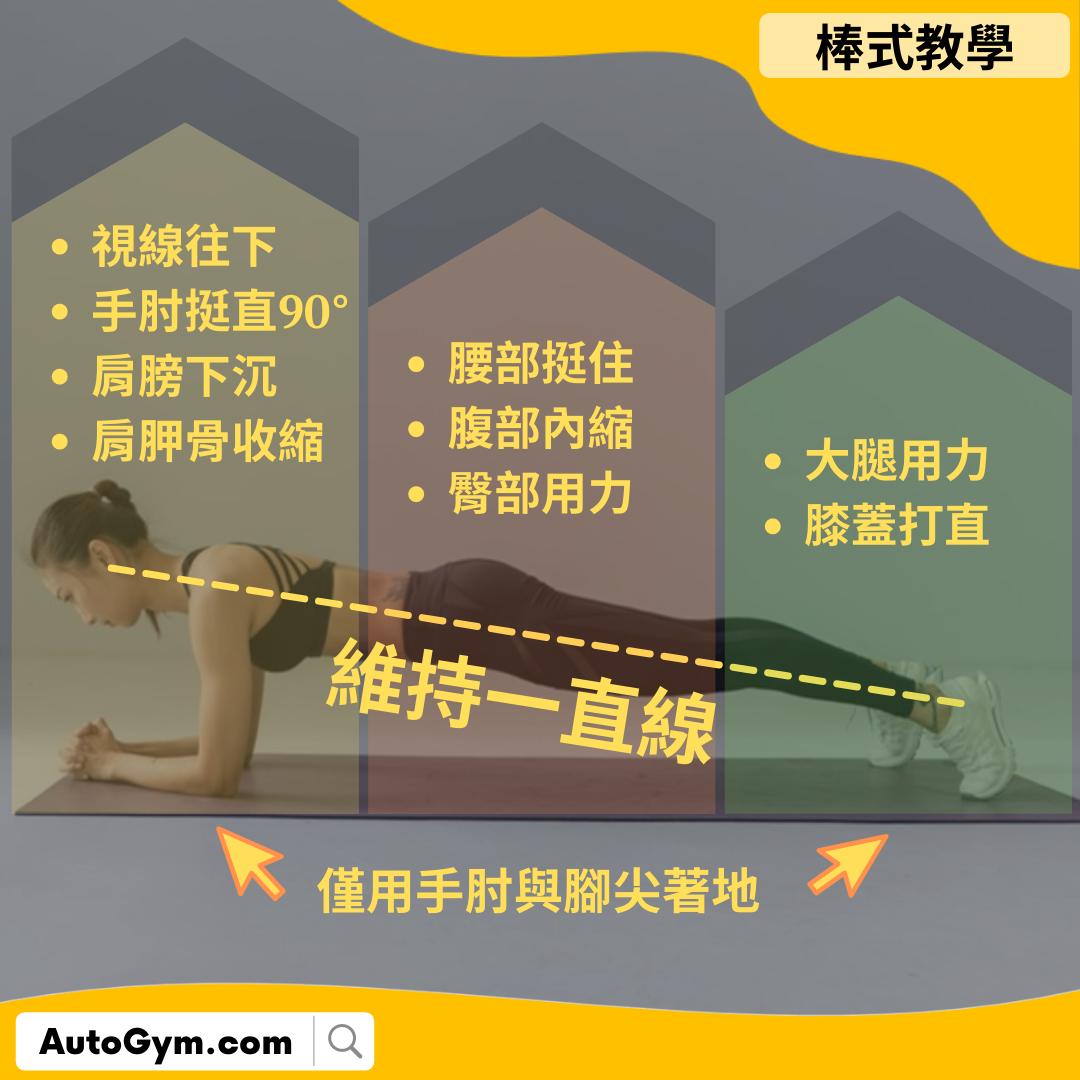 棒式教學
視線往下
手肘挺直90°
肩膀下沉
肩胛骨收縮
腰部挺住
腹部內縮
臀部用力
大腿用力
膝蓋打直
維持一直線
僅用手肘與腳尖著地
AutoGym.com